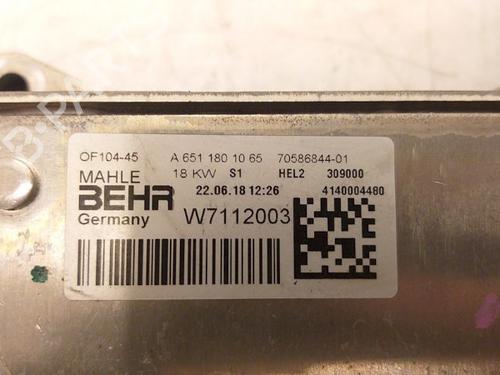 OF104-45 A 651 180 10 65 70586844-01
MAHLE 18 KW S1 HEL2 309000
BEHR 22.06.18 12:26 4140004480
Germany W7112003